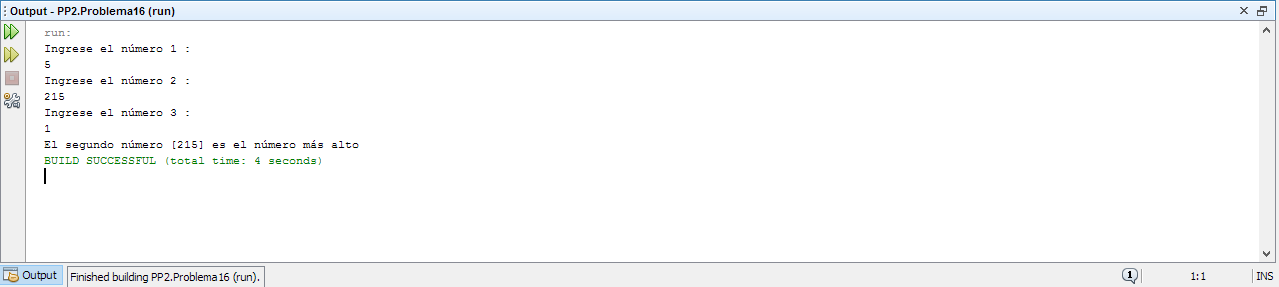 Output - PP2.Problema16 (run)
run:
Ingrese el número 1 :
5
Ingrese el número 2 :
215
Ingrese el número 3 :
1
El segundo número [215] es el número más alto
BUILD SUCCESSFUL (total time: 4 seconds)
Output
Finished building PP2.Problema16 (run).
1
1:1
INS